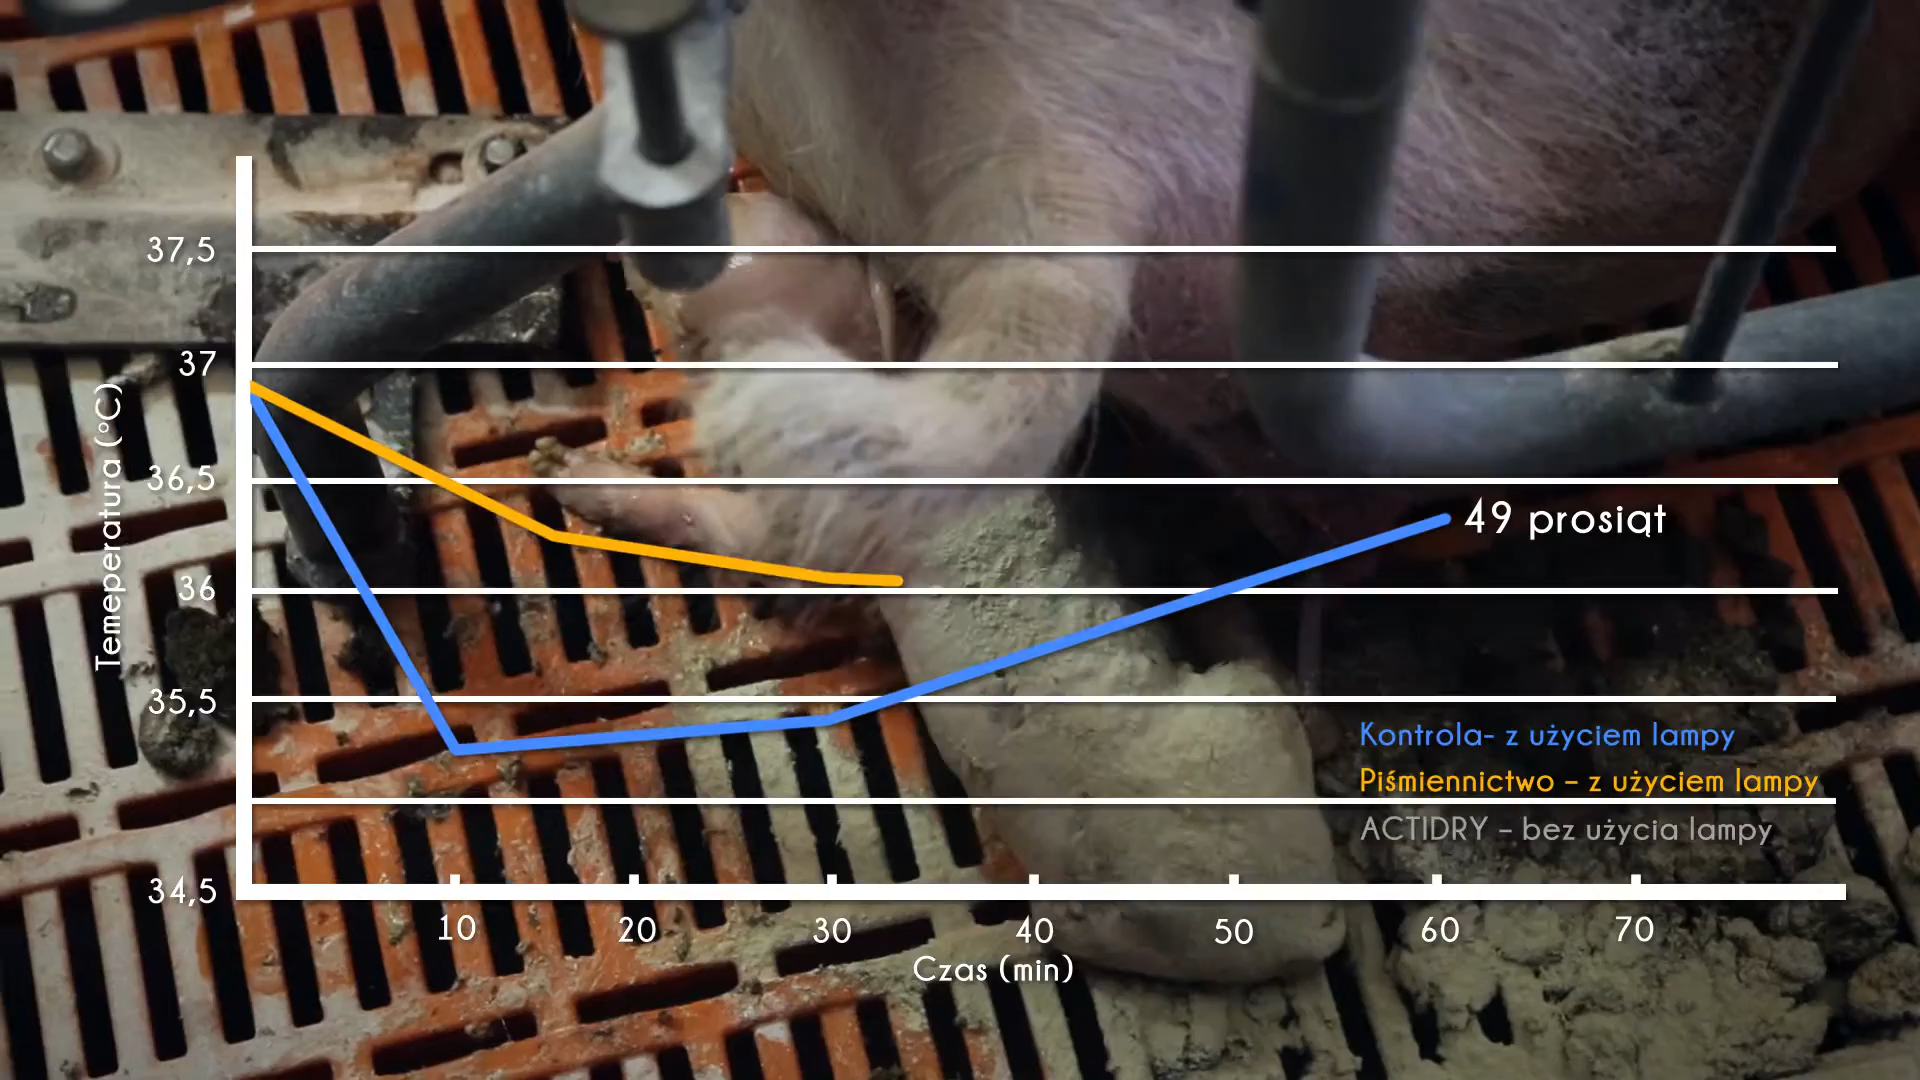 37,5
37
36,5
36
35,5
34,5
Temeperatura (°C)
10 20 30 40 50 60 70
Czas (min)
49 prosiąt
Kontrola- z użyciem lampy
Piśmiennictwo – z użyciem lampy
ACTIDRY – bez użycia lampy